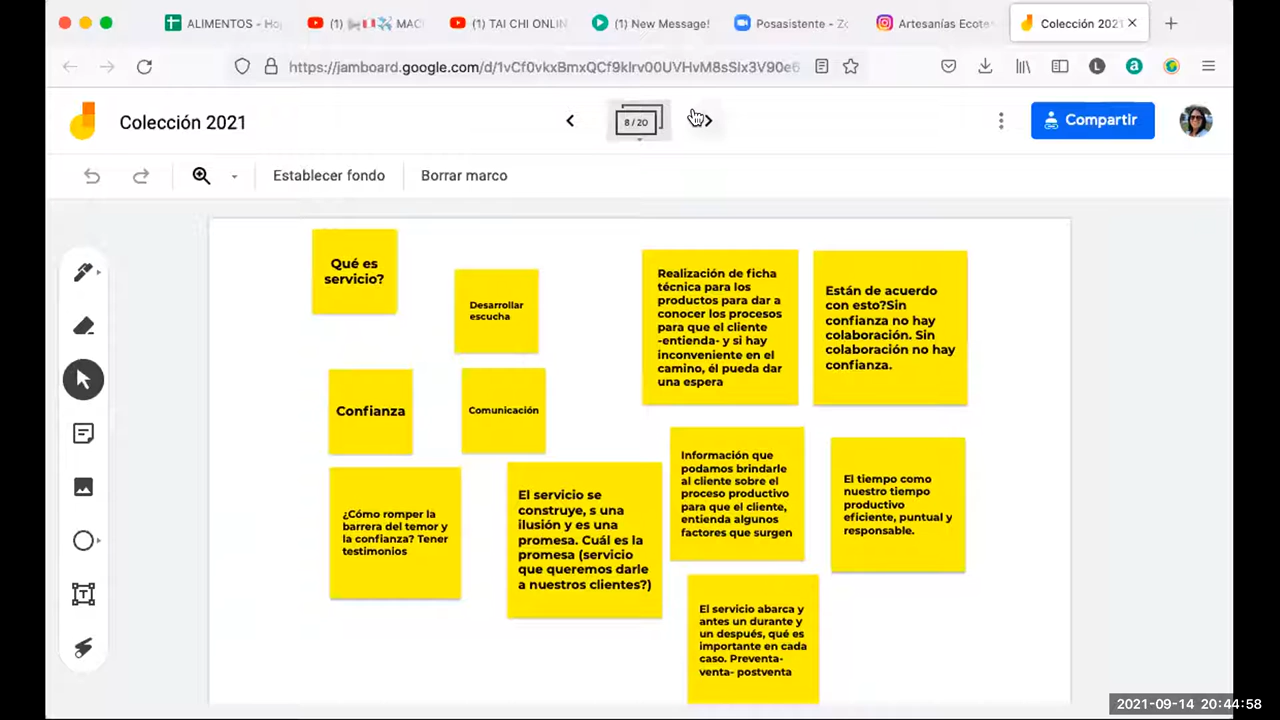 ALIMENTOS - Ho
(1) MAC
(1) TAI CHI ONLIN
(1) New Message!
Posasistente - Zo
Artesanías Ecote
Colección 2021
https://jamboard.google.com/d/1vCf0vkxBmxQCf9klrv00UVHvM8sSlx3V90e6
L
a
Colección 2021
8 / 20
Compartir
Establecer fondo
Borrar marco
Qué es
servicio?
Desarrollar
escucha
Realización de ficha
técnica para los
productos para dar a
conocer los procesos
para que el cliente
-entienda- y si hay
inconveniente en el
camino, él pueda dar
una espera
Están de acuerdo
con esto?Sin
confianza no hay
colaboración. Sin
colaboración no hay
confianza.
Confianza
Comunicación
¿Cómo romper la
barrera del temor y
la confianza? Tener
testimonios
El servicio se
construye, s una
ilusión y es una
promesa. Cuál es la
promesa (servicio
que queremos darle
a nuestros clientes?)
Información que
podamos brindarle
al cliente sobre el
proceso productivo
para que el cliente,
entienda algunos
factores que surgen
El tiempo como
nuestro tiempo
productivo
eficiente, puntual y
responsable.
El servicio abarca y
antes un durante y
un después, qué es
importante en cada
caso. Preventa-
venta- postventa
2021-09-14 20:44:58